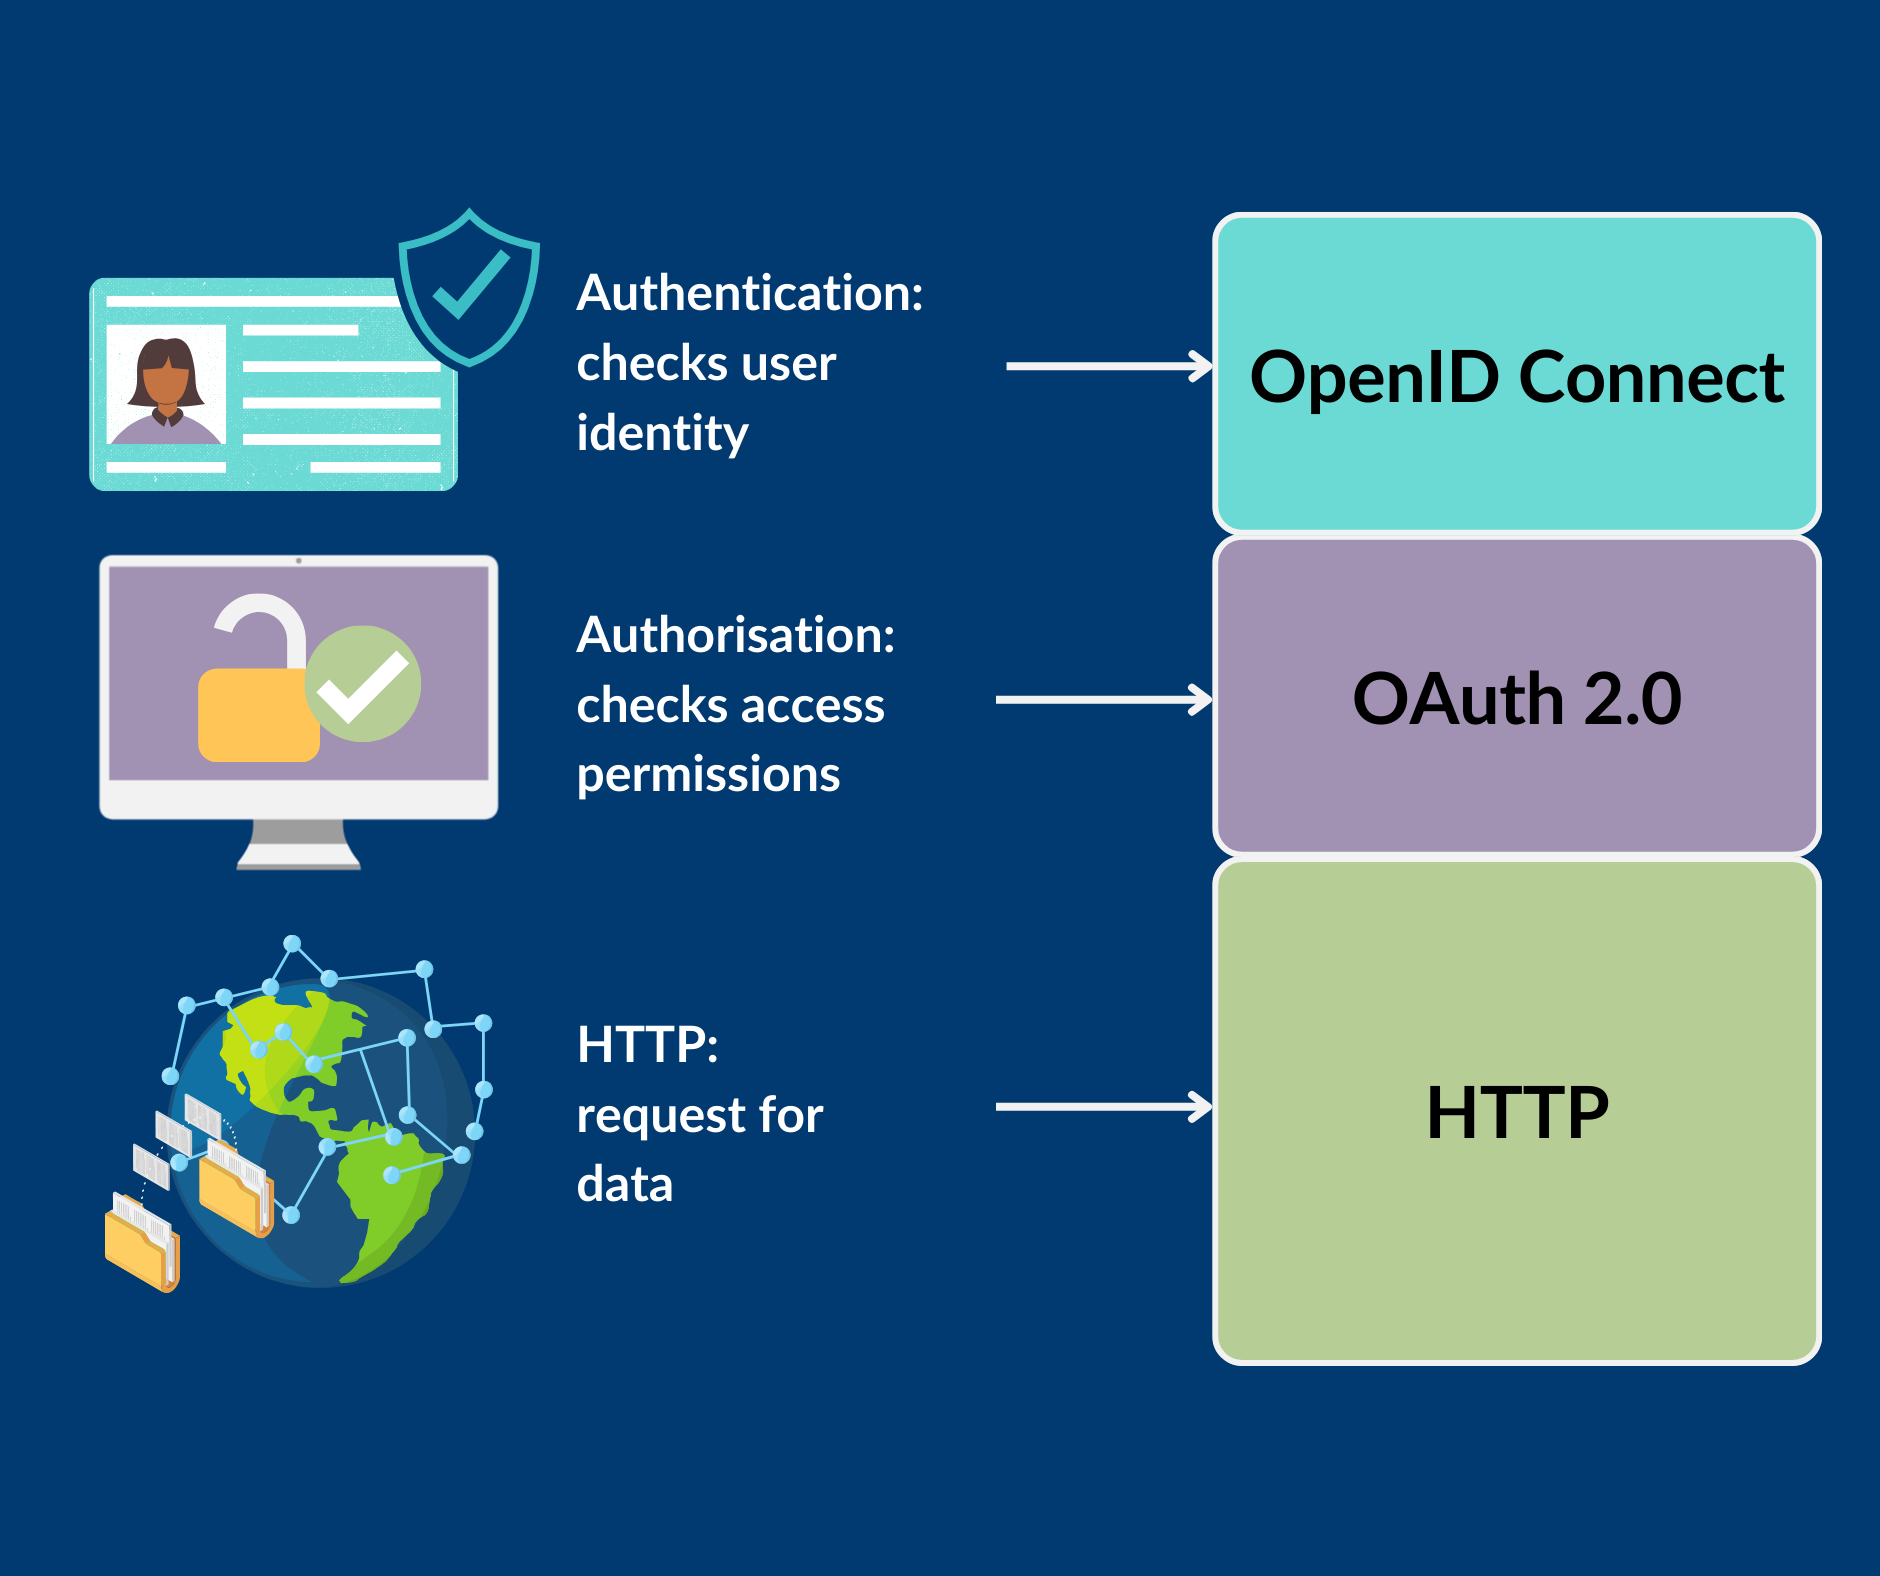 Authentication:
checks user
identity
OpenID Connect
Authorisation:
checks access
permissions
OAuth 2.0
HTTP:
request for
data
HTTP